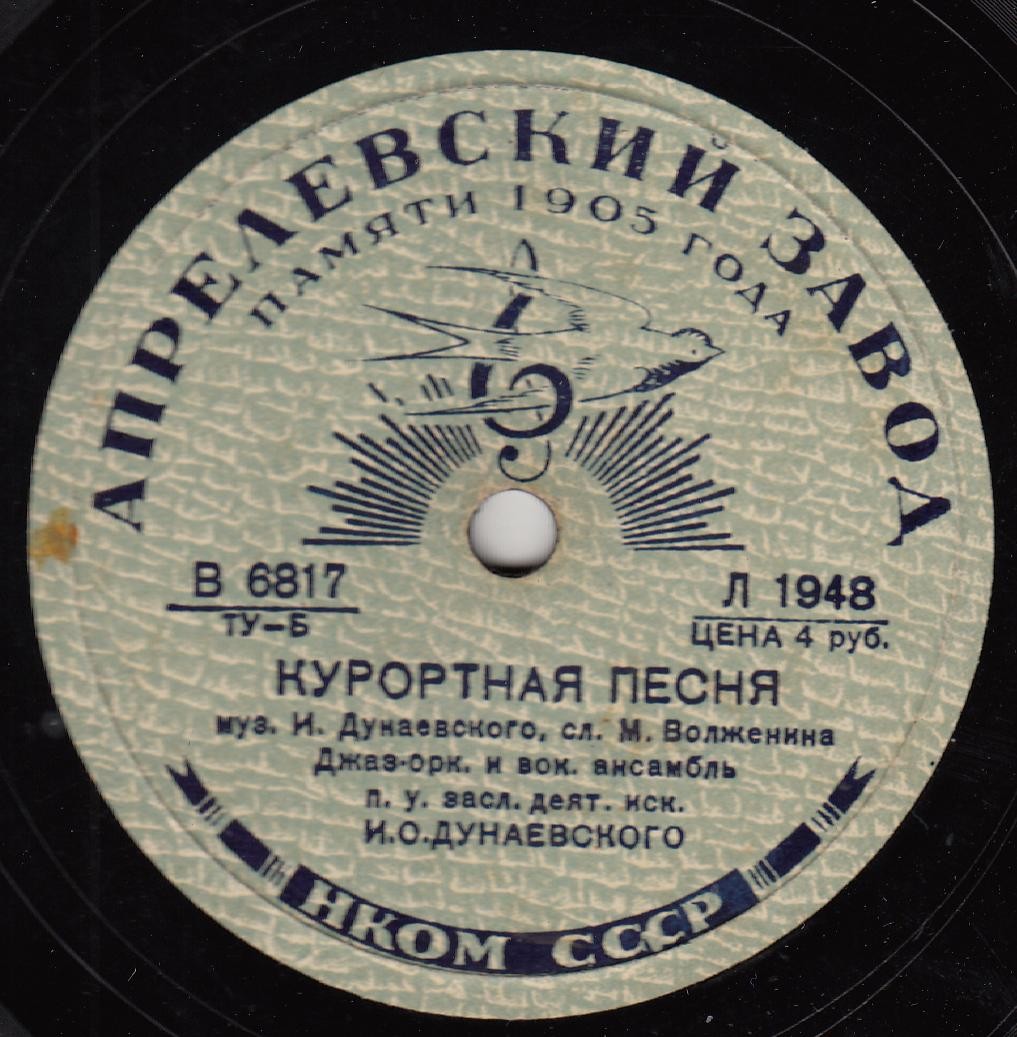 АПРЕЛЕВСКИЙ ЗАВОД
ПАМЯТИ 1905 ГОДА
В 6817
ТУ-Б
Л 1948
ЦЕНА 4 руб.
КУРОРТНАЯ ПЕСНЯ
муз. И. Дунаевского, сл. М. Волженина
Джаз-орк. и вок. ансамбль
п. у. засл. деят. иск.
И.О.ДУНАЕВСКОГО
НКОМ СССР